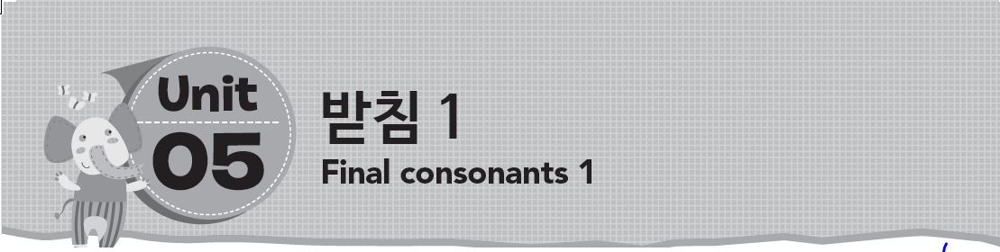 Unit
05
받침 1
Final consonants 1